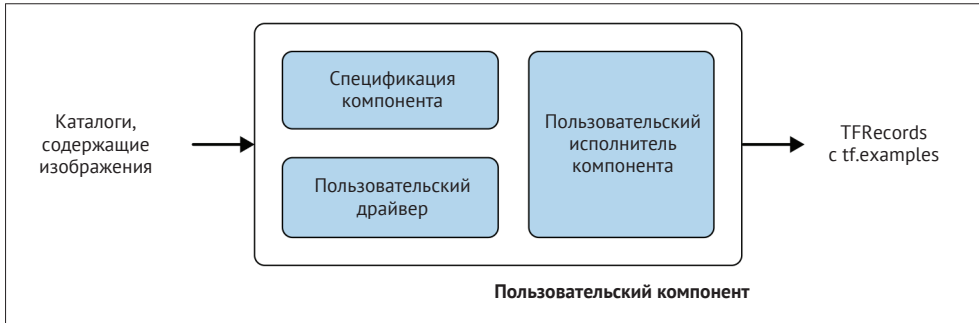 Каталоги,
содержащие
изображения
Спецификация
компонента
Пользовательский
драйвер
Пользовательский
исполнитель
компонента
TFRecords
с tf.examples
Пользовательский компонент